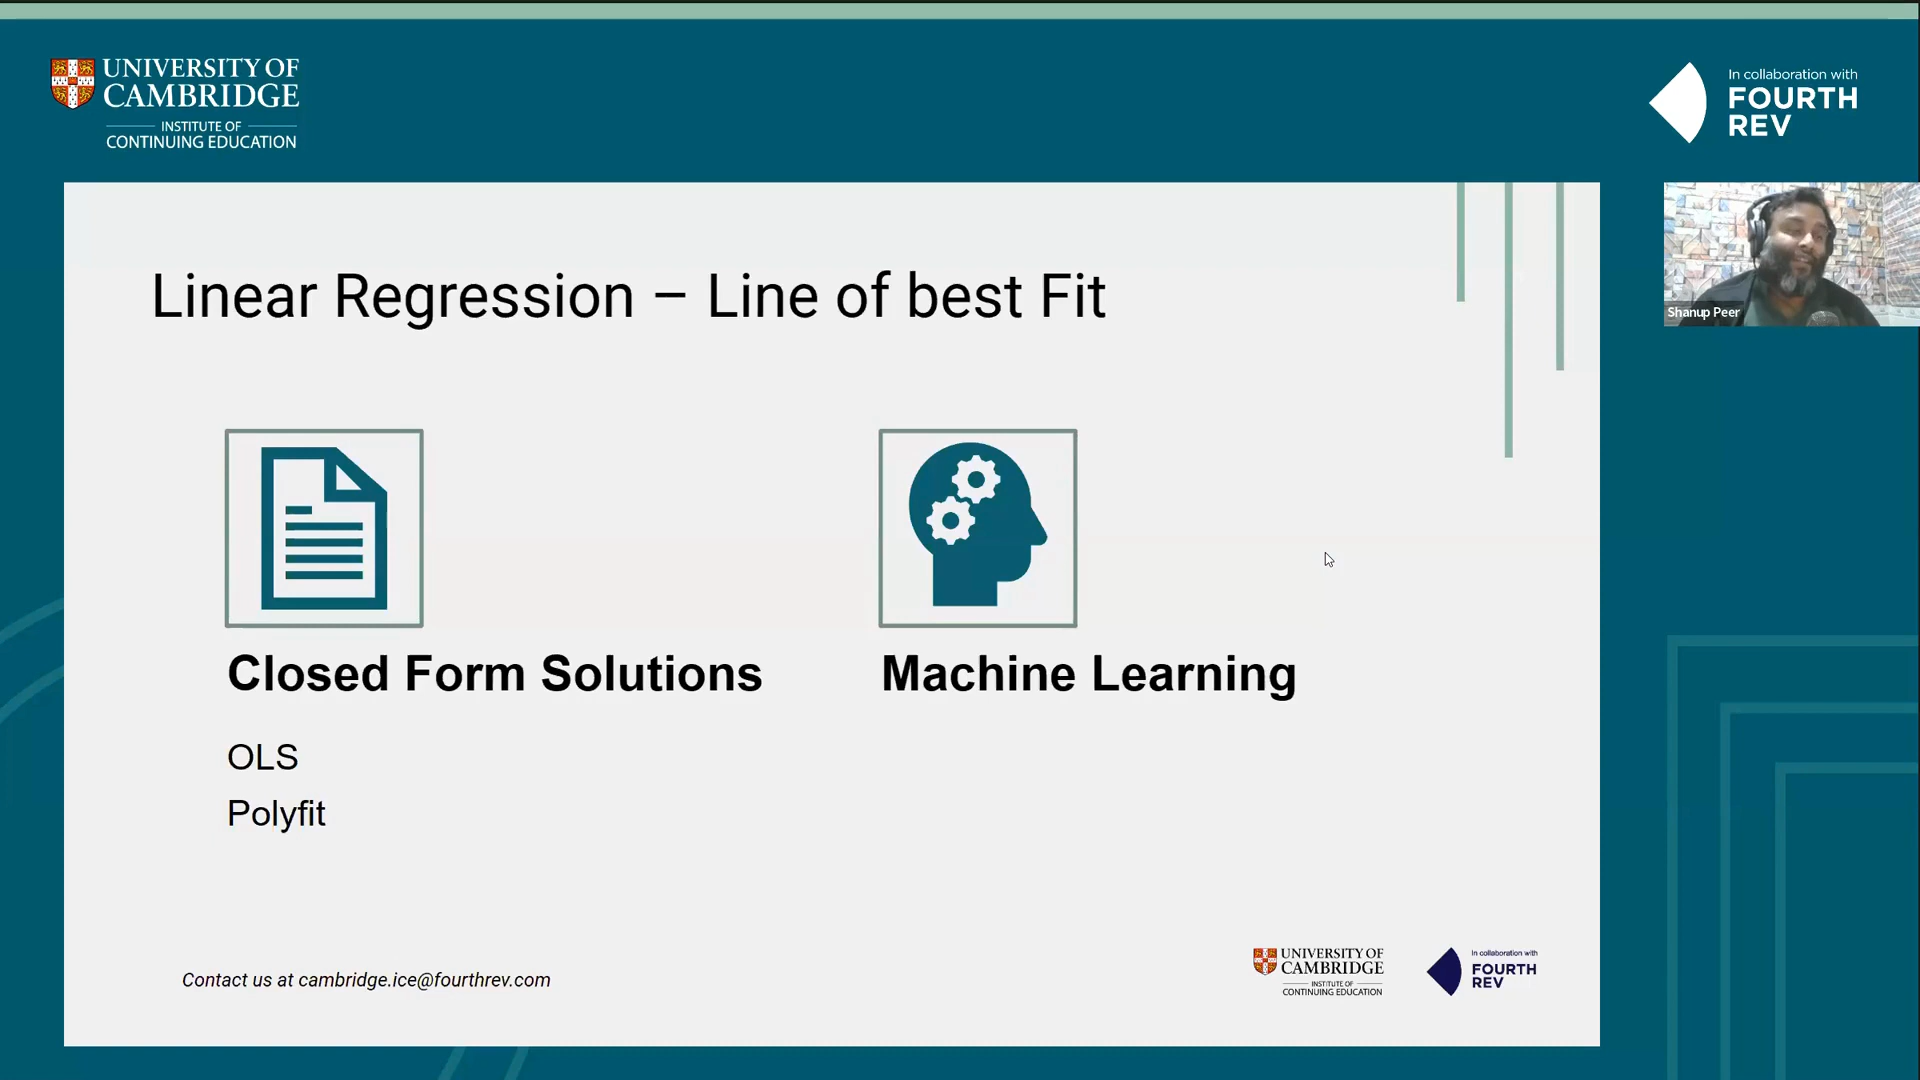 UNIVERSITY OF
CAMBRIDGE
INSTITUTE OF
CONTINUING EDUCATION
In collaboration with
FOURTH
REV
Shanup Peer
Linear Regression – Line of best Fit
Closed Form Solutions
Machine Learning
OLS
Polyfit
Contact us at cambridge.ice@fourthrev.com
UNIVERSITY OF
CAMBRIDGE
INSTITUTE OF
CONTINUING EDUCATION
In collaboration with
FOURTH
REV